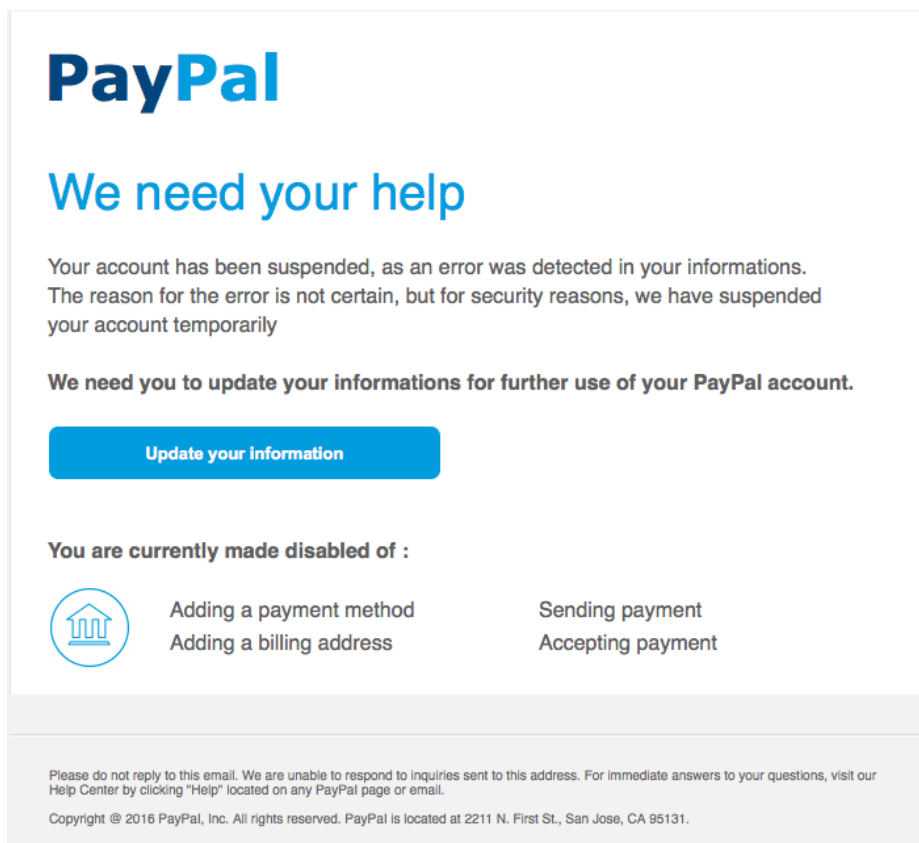 PayPal
We need your help
Your account has been suspended, as an error was detected in your informations.
The reason for the error is not certain, but for security reasons, we have suspended
your account temporarily
We need you to update your informations for further use of your PayPal account.
Update your information
You are currently made disabled of :
Adding a payment method
Adding a billing address
Sending payment
Accepting payment
Please do not reply to this email. We are unable to respond to inquiries sent to this address. For immediate answers to your questions, visit our
Help Center by clicking "Help" located on any PayPal page or email.
Copyright @ 2016 PayPal, Inc. All rights reserved. PayPal is located at 2211 N. First St., San Jose, CA 95131.